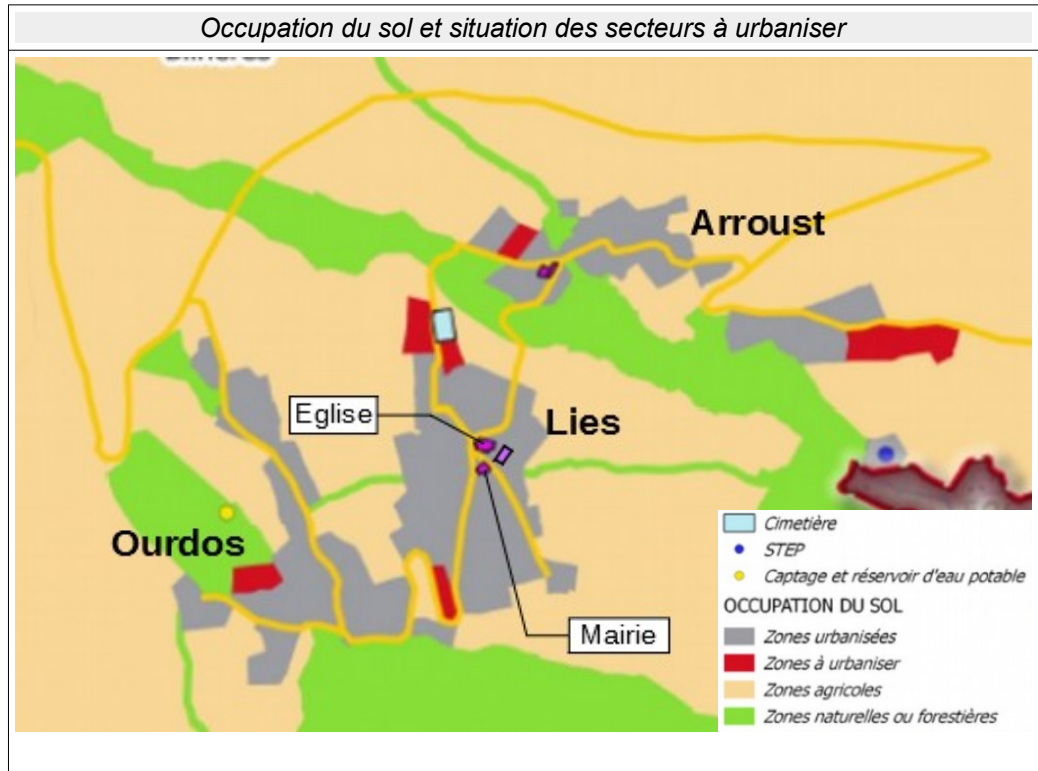 Occupation du sol et situation des secteurs à urbaniser
Arroust
Eglise
Lies
Ourdos
Mairie
Cimetière
STEP
Captage et réservoir d'eau potable
OCCUPATION DU SOL
Zones urbanisées
Zones à urbaniser
Zones agricoles
Zones naturelles ou forestières